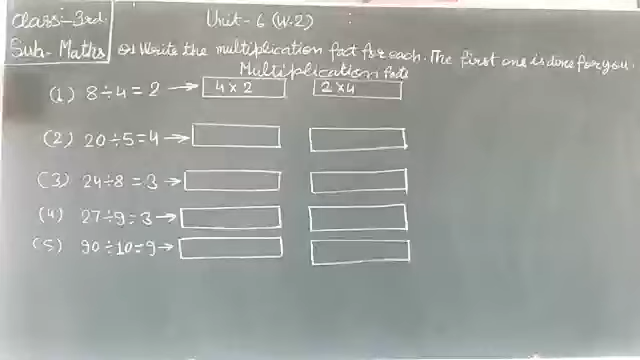 Class:- 3rd.
Unit - 6 (W.2)
Sub- Maths
Q1 Write the multiplication fact for each. The first one is done for you.
Multiplication facts
(1) 8÷4 = 2 → 4 x 2 2 x 4
(2) 20÷5=4 →
(3) 24÷8 = 3 →
(4) 27÷9=3 →
(5) 90÷10=9 →